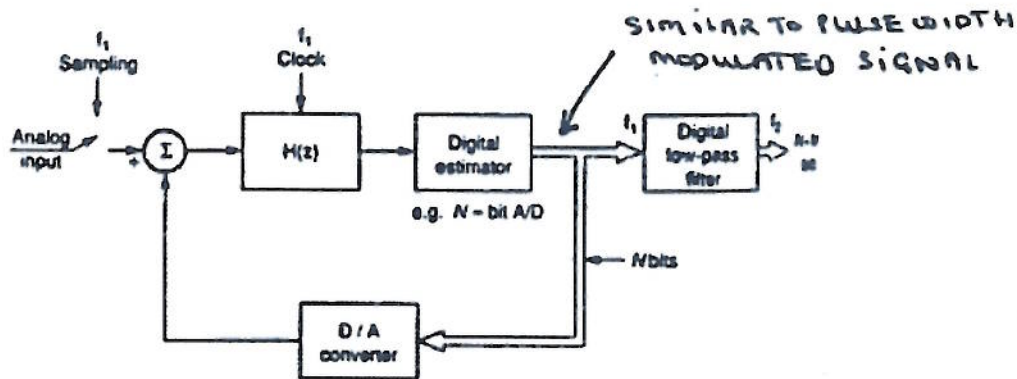 SIMILAR TO PULSE WIDTH
MODULATED SIGNAL
f₁
Sampling
f₁
Clock
Analog
input
+
Σ
H(z)
Digital
estimator
f₁
Digital
low-pass
filter
f₂
e.g. N - bit A/D
N bits
D / A
converter